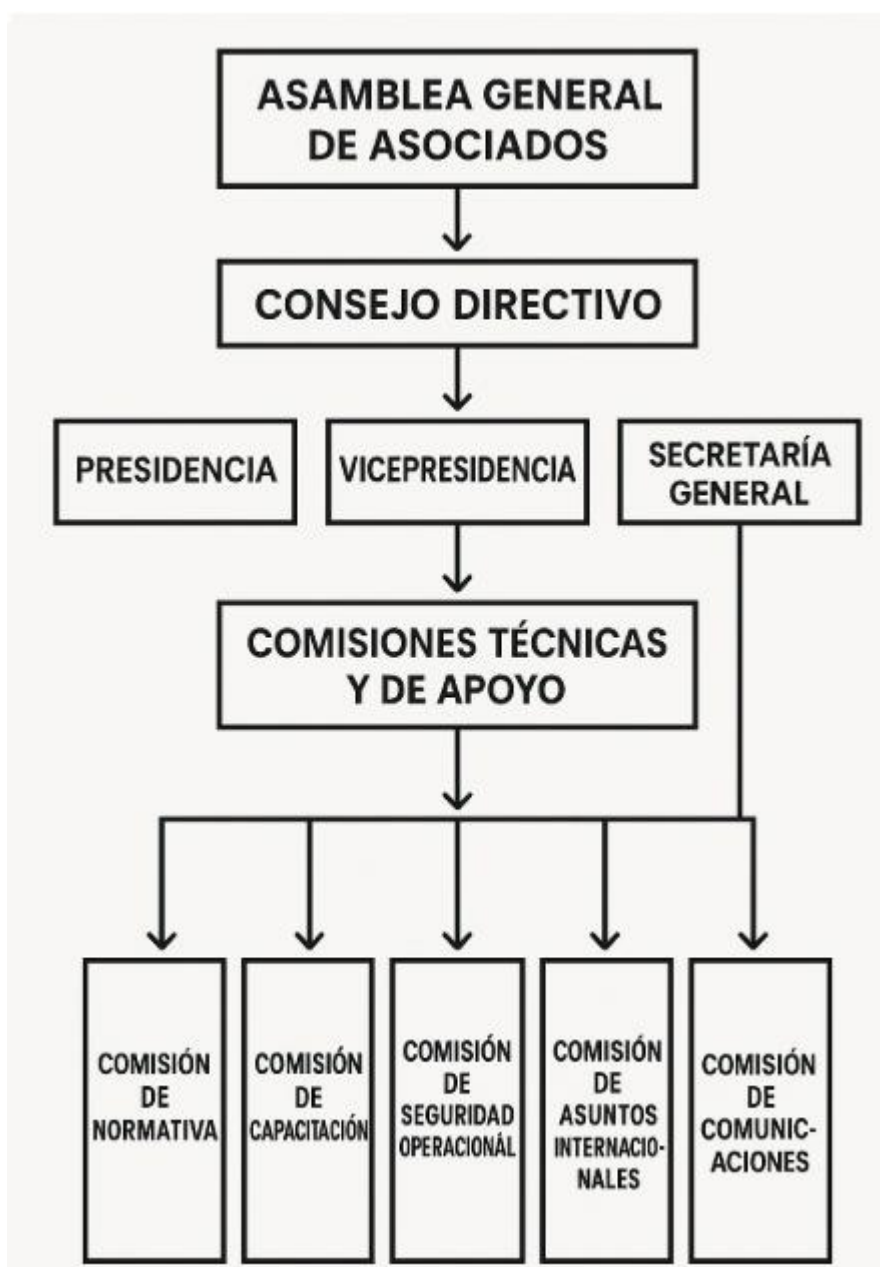 ASAMBLEA GENERAL
DE ASOCIADOS
CONSEJO DIRECTIVO
PRESIDENCIA
VICEPRESIDENCIA
SECRETARÍA
GENERAL
COMISIONES TÉCNICAS
Y DE APOYO
COMISIÓN
DE
NORMATIVA
COMISIÓN
DE
CAPACITACIÓN
COMISIÓN
DE
SEGURIDAD
OPERACIONÁL
COMISIÓN
DE
ASUNTOS
INTERNACIO-
NALES
COMISIÓN
DE
COMUNIC-
ACIONES